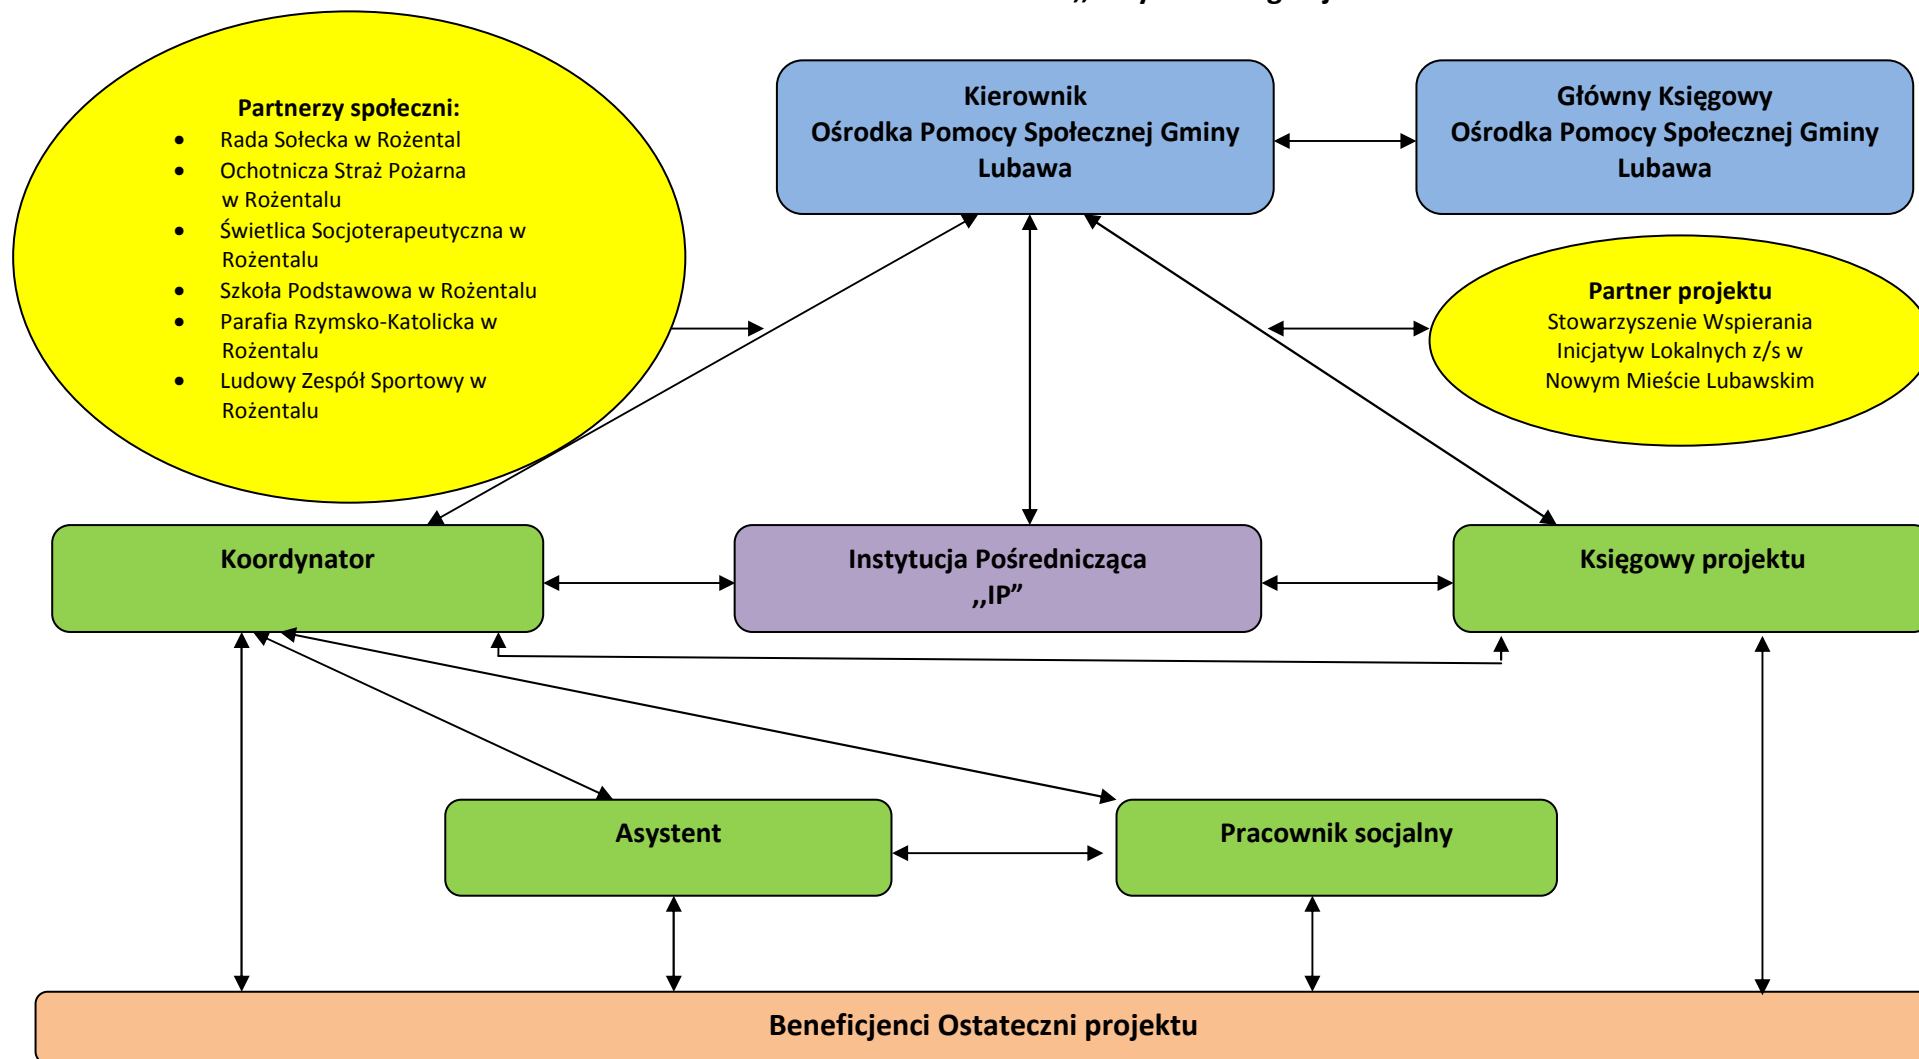 Partnerzy społeczni:
• Rada Sołecka w Rożental
• Ochotnicza Straż Pożarna
w Rożentalu
• Świetlica Socjoterapeutyczna w
Rożentalu
• Szkoła Podstawowa w Rożentalu
• Parafia Rzymsko-Katolicka w
Rożentalu
• Ludowy Zespół Sportowy w
Rożentalu
Kierownik
Ośrodka Pomocy Społecznej Gminy
Lubawa
Główny Księgowy
Ośrodka Pomocy Społecznej Gminy
Lubawa
Partner projektu
Stowarzyszenie Wspierania
Inicjatyw Lokalnych z/s w
Nowym Mieście Lubawskim
Koordynator
Instytucja Pośrednicząca
,,IP”
Księgowy projektu
Asystent
Pracownik socjalny
Beneficjenci Ostateczni projektu